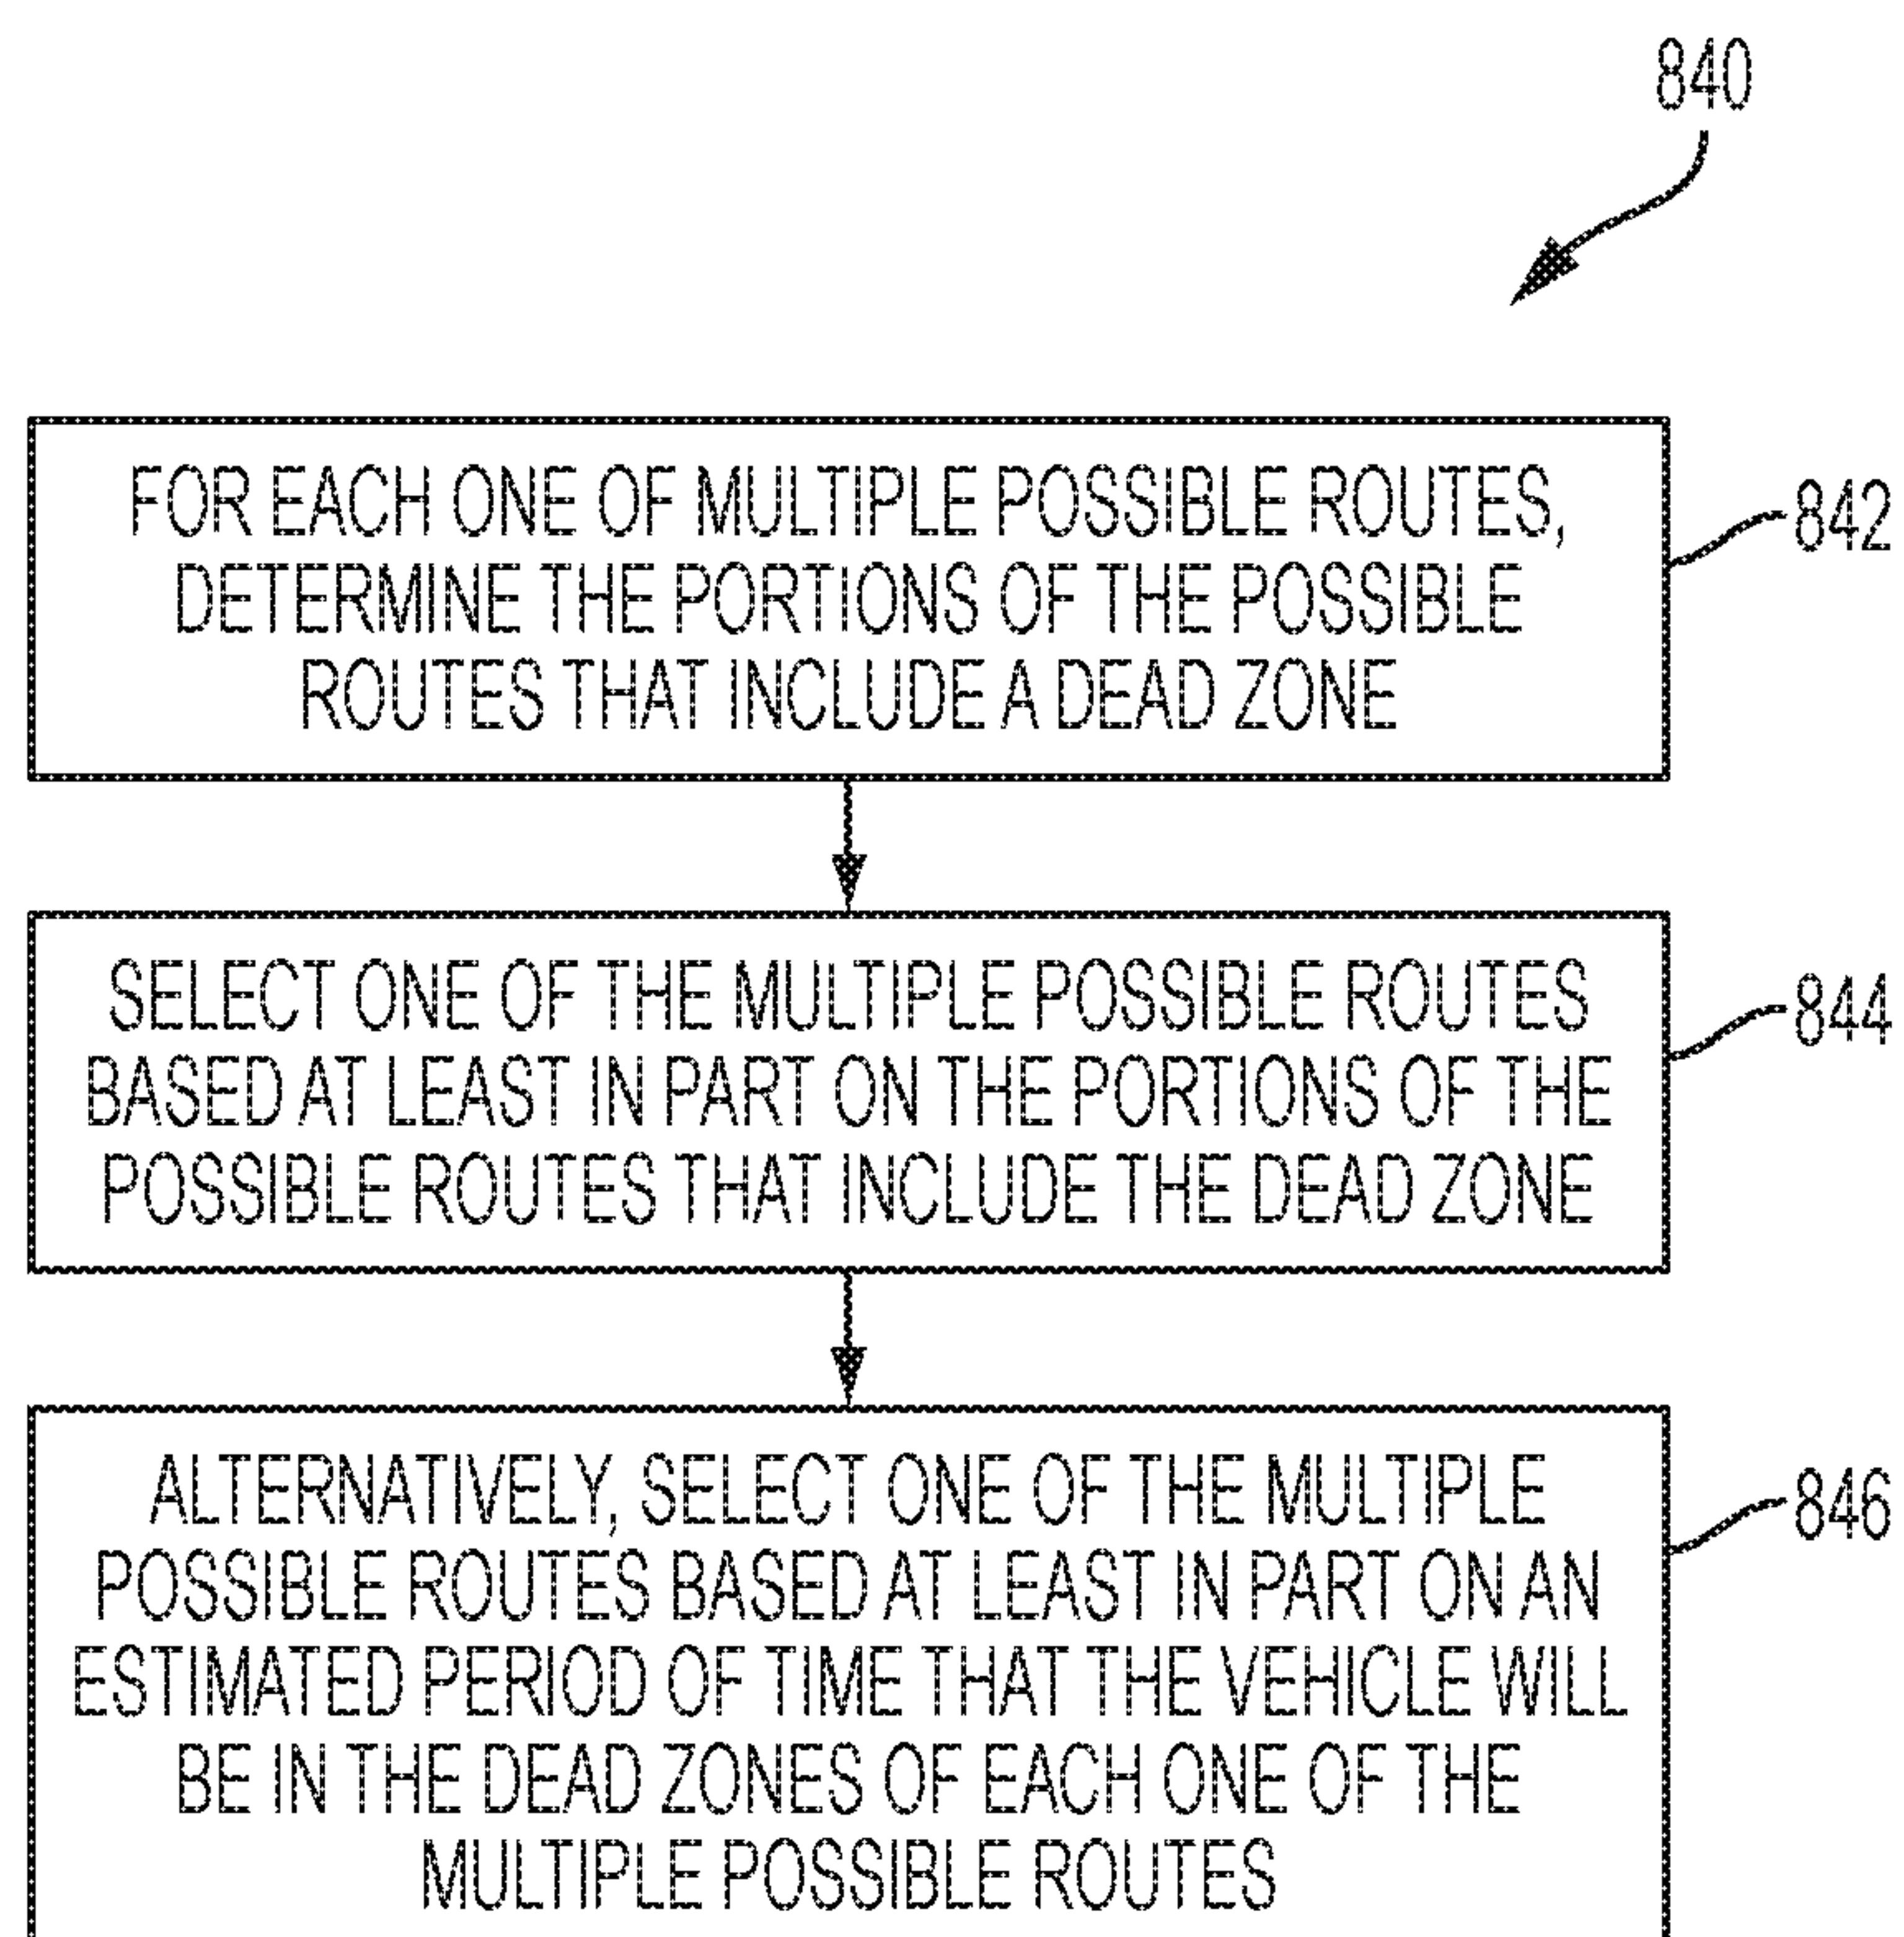 840
FOR EACH ONE OF MULTIPLE POSSIBLE ROUTES,
DETERMINE THE PORTIONS OF THE POSSIBLE
ROUTES THAT INCLUDE A DEAD ZONE
842
SELECT ONE OF THE MULTIPLE POSSIBLE ROUTES
BASED AT LEAST IN PART ON THE PORTIONS OF THE
POSSIBLE ROUTES THAT INCLUDE THE DEAD ZONE
844
ALTERNATIVELY, SELECT ONE OF THE MULTIPLE
POSSIBLE ROUTES BASED AT LEAST IN PART ON AN
ESTIMATED PERIOD OF TIME THAT THE VEHICLE WILL
BE IN THE DEAD ZONES OF EACH ONE OF THE
MULTIPLE POSSIBLE ROUTES
846